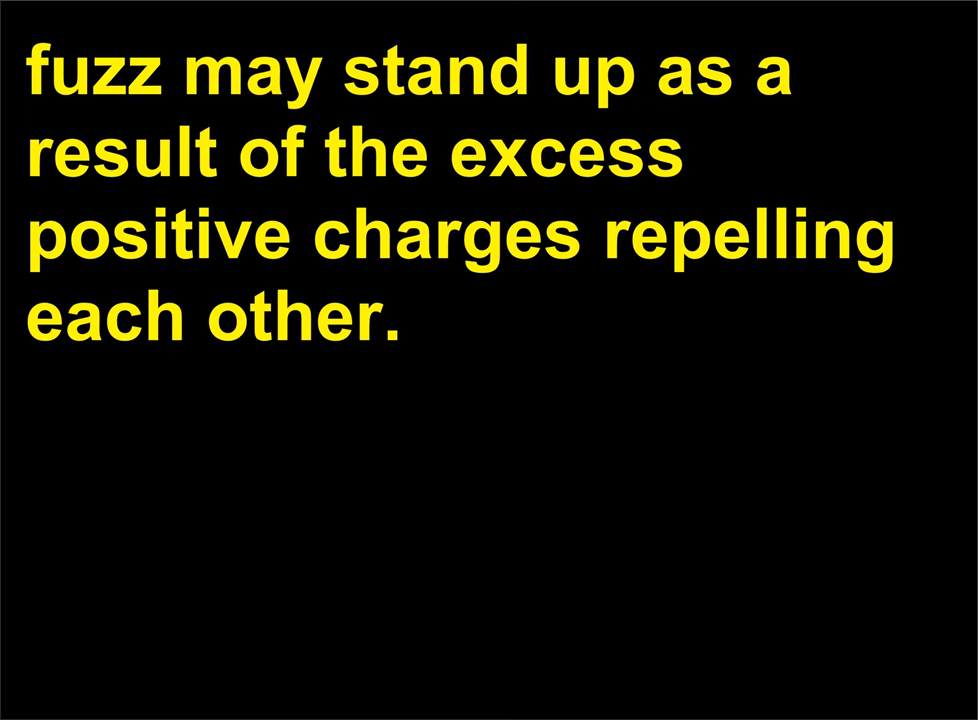 fuzz may stand up as a
result of the excess
positive charges repelling
each other.